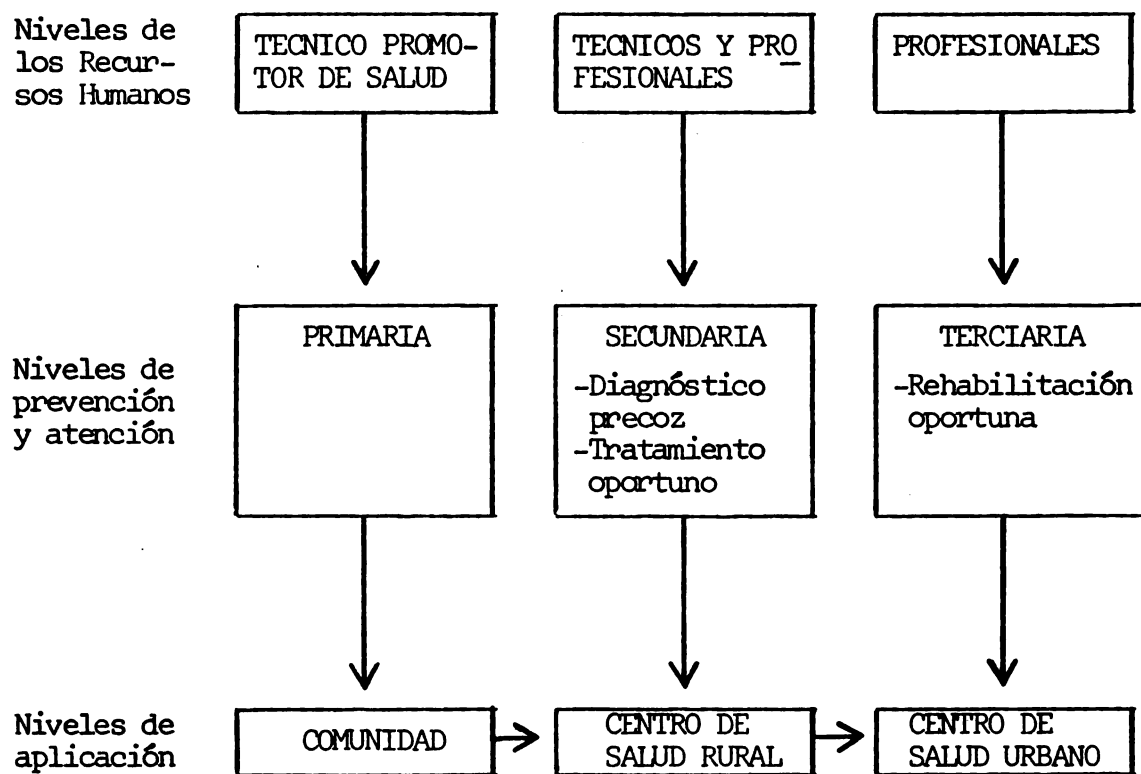 Niveles de
los Recur-
sos Humanos
TECNICO PROMO-
TOR DE SALUD
TECNICOS Y PRO
FESIONALES
PROFESIONALES
Niveles de
prevención
y atención
PRIMARIA
SECUNDARIA
-Diagnóstico
precoz
-Tratamiento
oportuno
TERCIARIA
-Rehabilitación
oportuna
Niveles de
aplicación
COMUNIDAD
CENTRO DE
SALUD RURAL
CENTRO DE
SALUD URBANO